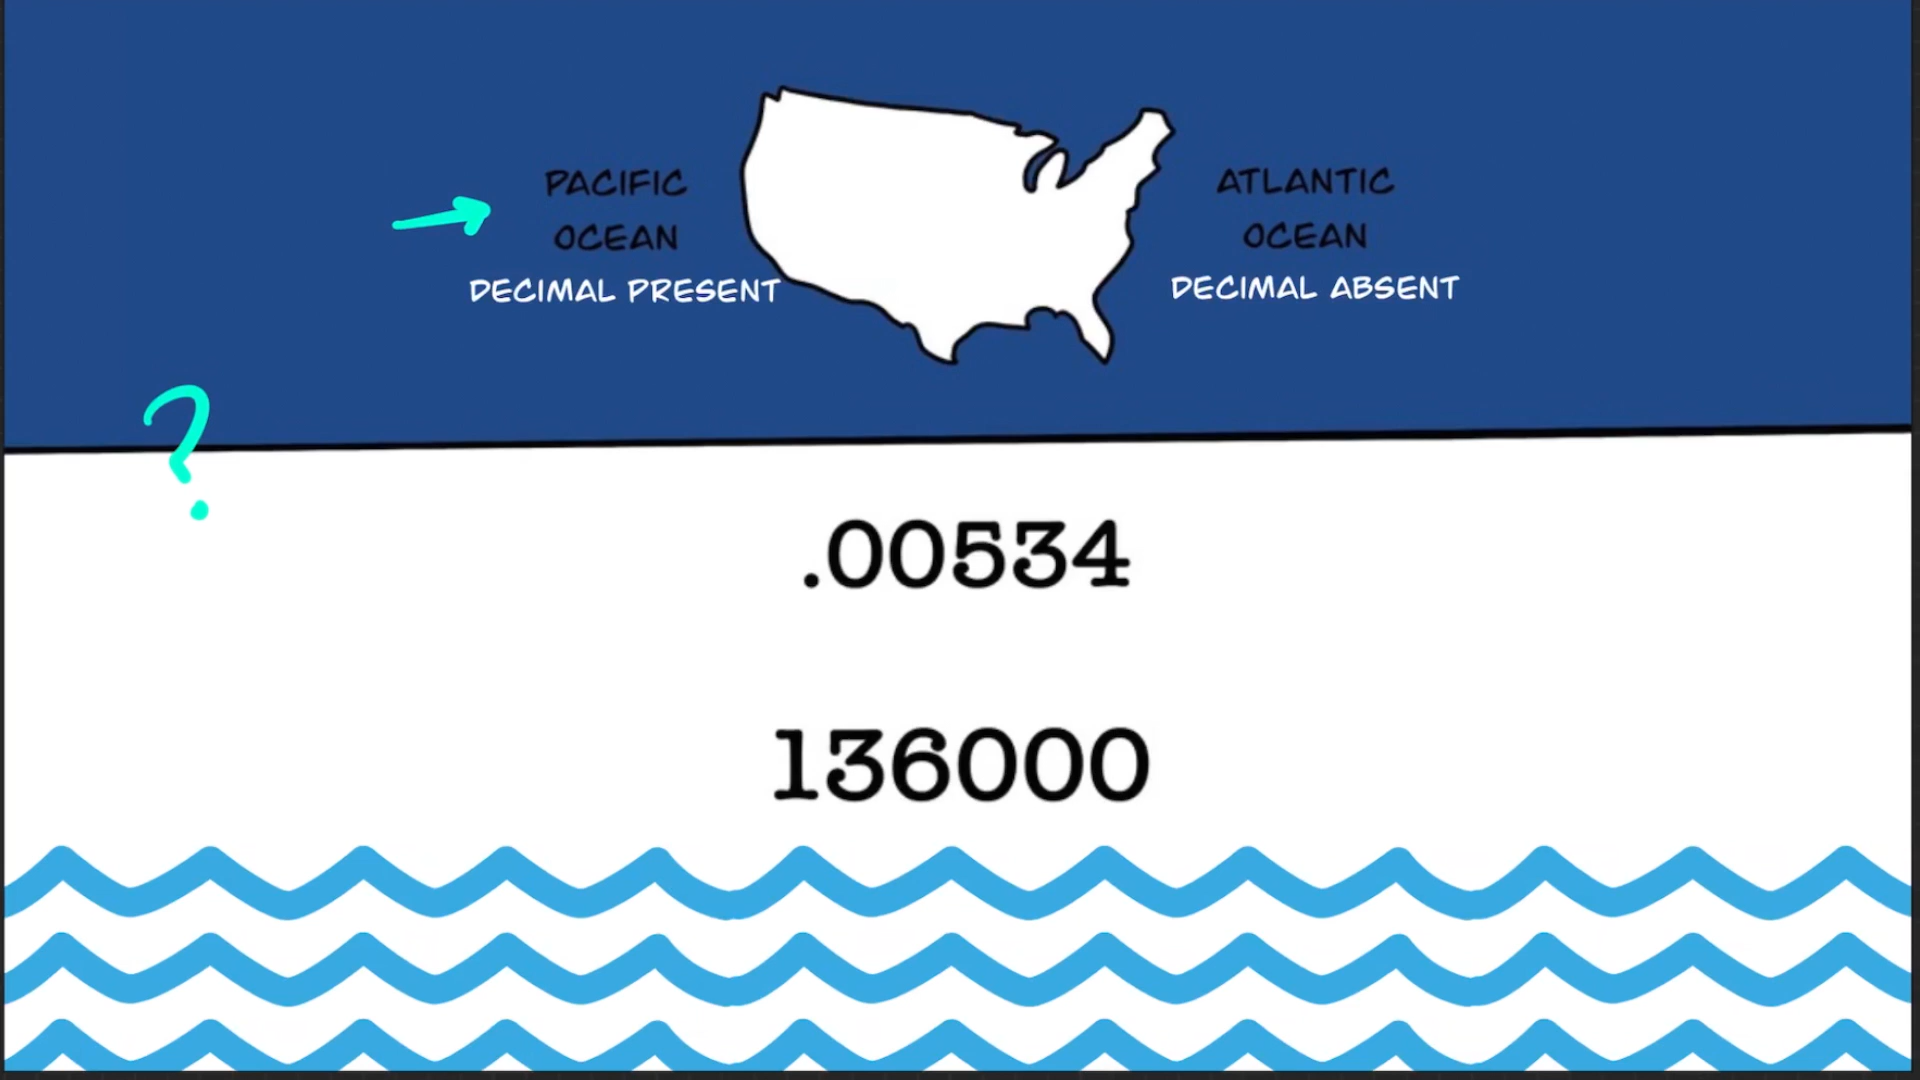 PACIFIC
OCEAN
DECIMAL PRESENT
ATLANTIC
OCEAN
DECIMAL ABSENT
?
.00534
136000